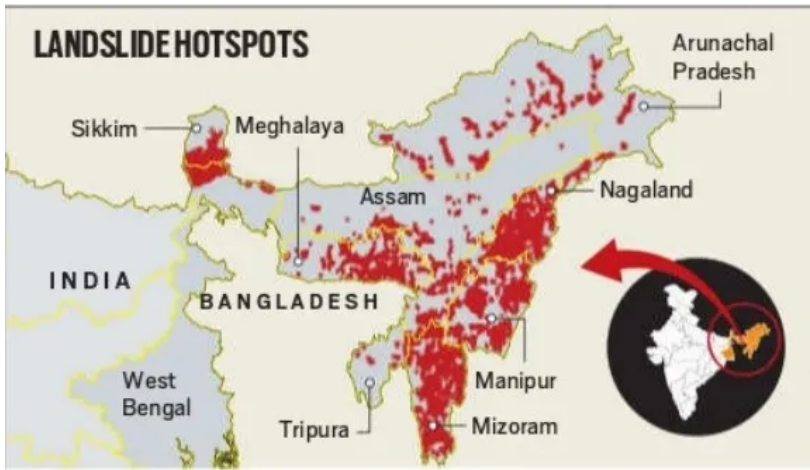 LANDSLIDE HOTSPOTS
Arunachal
Pradesh
Sikkim
Meghalaya
Assam
Nagaland
INDIA
BANGLADESH
West
Bengal
Manipur
Tripura
Mizoram